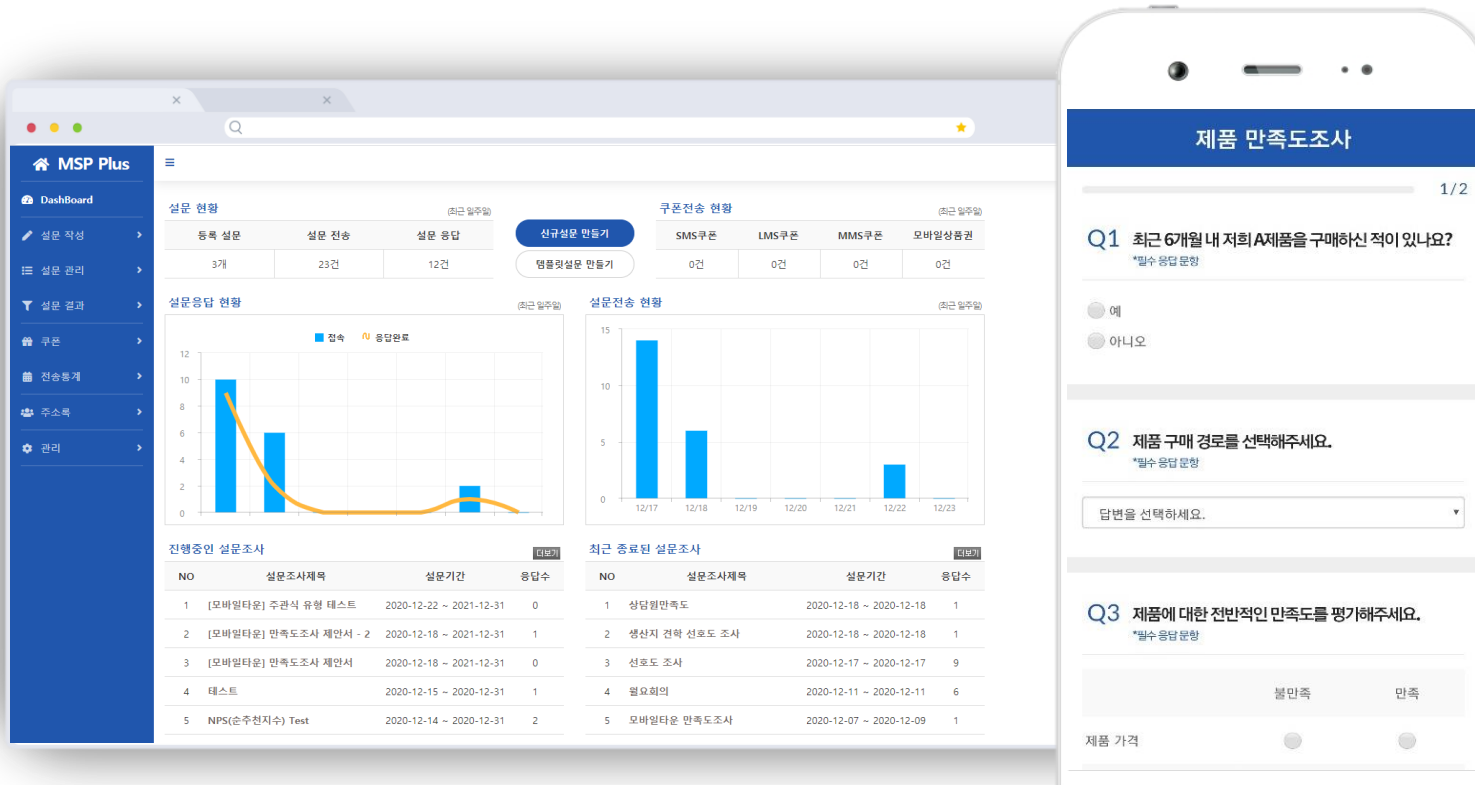 MSP Plus
DashBoard
설문 작성
설문 관리
설문 결과
쿠폰
전송통계
주소록
관리
설문 현황 (최근 일주일)
등록 설문 설문 전송 설문 응답
3개 23건 12건
신규설문 만들기
템플릿설문 만들기
쿠폰전송 현황 (최근 일주일)
SMS쿠폰 LMS쿠폰 MMS쿠폰 모바일상품권
0건 0건 0건 0건
설문응답 현황 (최근 일주일)
접속 응답완료
12
10
8
6
4
2
0
설문전송 현황 (최근 일주일)
15
10
5
0
12/17 12/18 12/19 12/20 12/21 12/22 12/23
진행중인 설문조사 더보기
NO 설문조사제목 설문기간 응답수
1 [모바일타운] 주관식 유형 테스트 2020-12-22 ~ 2021-12-31 0
2 [모바일타운] 만족도조사 제안서 - 2 2020-12-18 ~ 2021-12-31 1
3 [모바일타운] 만족도조사 제안서 2020-12-18 ~ 2021-12-31 0
4 테스트 2020-12-15 ~ 2020-12-31 1
5 NPS(순추천지수) Test 2020-12-14 ~ 2020-12-31 2
최근 종료된 설문조사 더보기
NO 설문조사제목 설문기간 응답수
1 상담원만족도 2020-12-18 ~ 2020-12-18 1
2 생산지 견학 선호도 조사 2020-12-18 ~ 2020-12-18 1
3 선호도 조사 2020-12-17 ~ 2020-12-17 9
4 월요회의 2020-12-11 ~ 2020-12-11 6
5 모바일타운 만족도조사 2020-12-07 ~ 2020-12-09 1
제품 만족도조사
1/2
Q1 최근 6개월 내 저희 A제품을 구매하신 적이 있나요?
*필수 응답 문항
예
아니오
Q2 제품 구매 경로를 선택해주세요.
*필수 응답 문항
답변을 선택하세요.
Q3 제품에 대한 전반적인 만족도를 평가해주세요.
*필수 응답 문항
불만족 만족
제품 가격